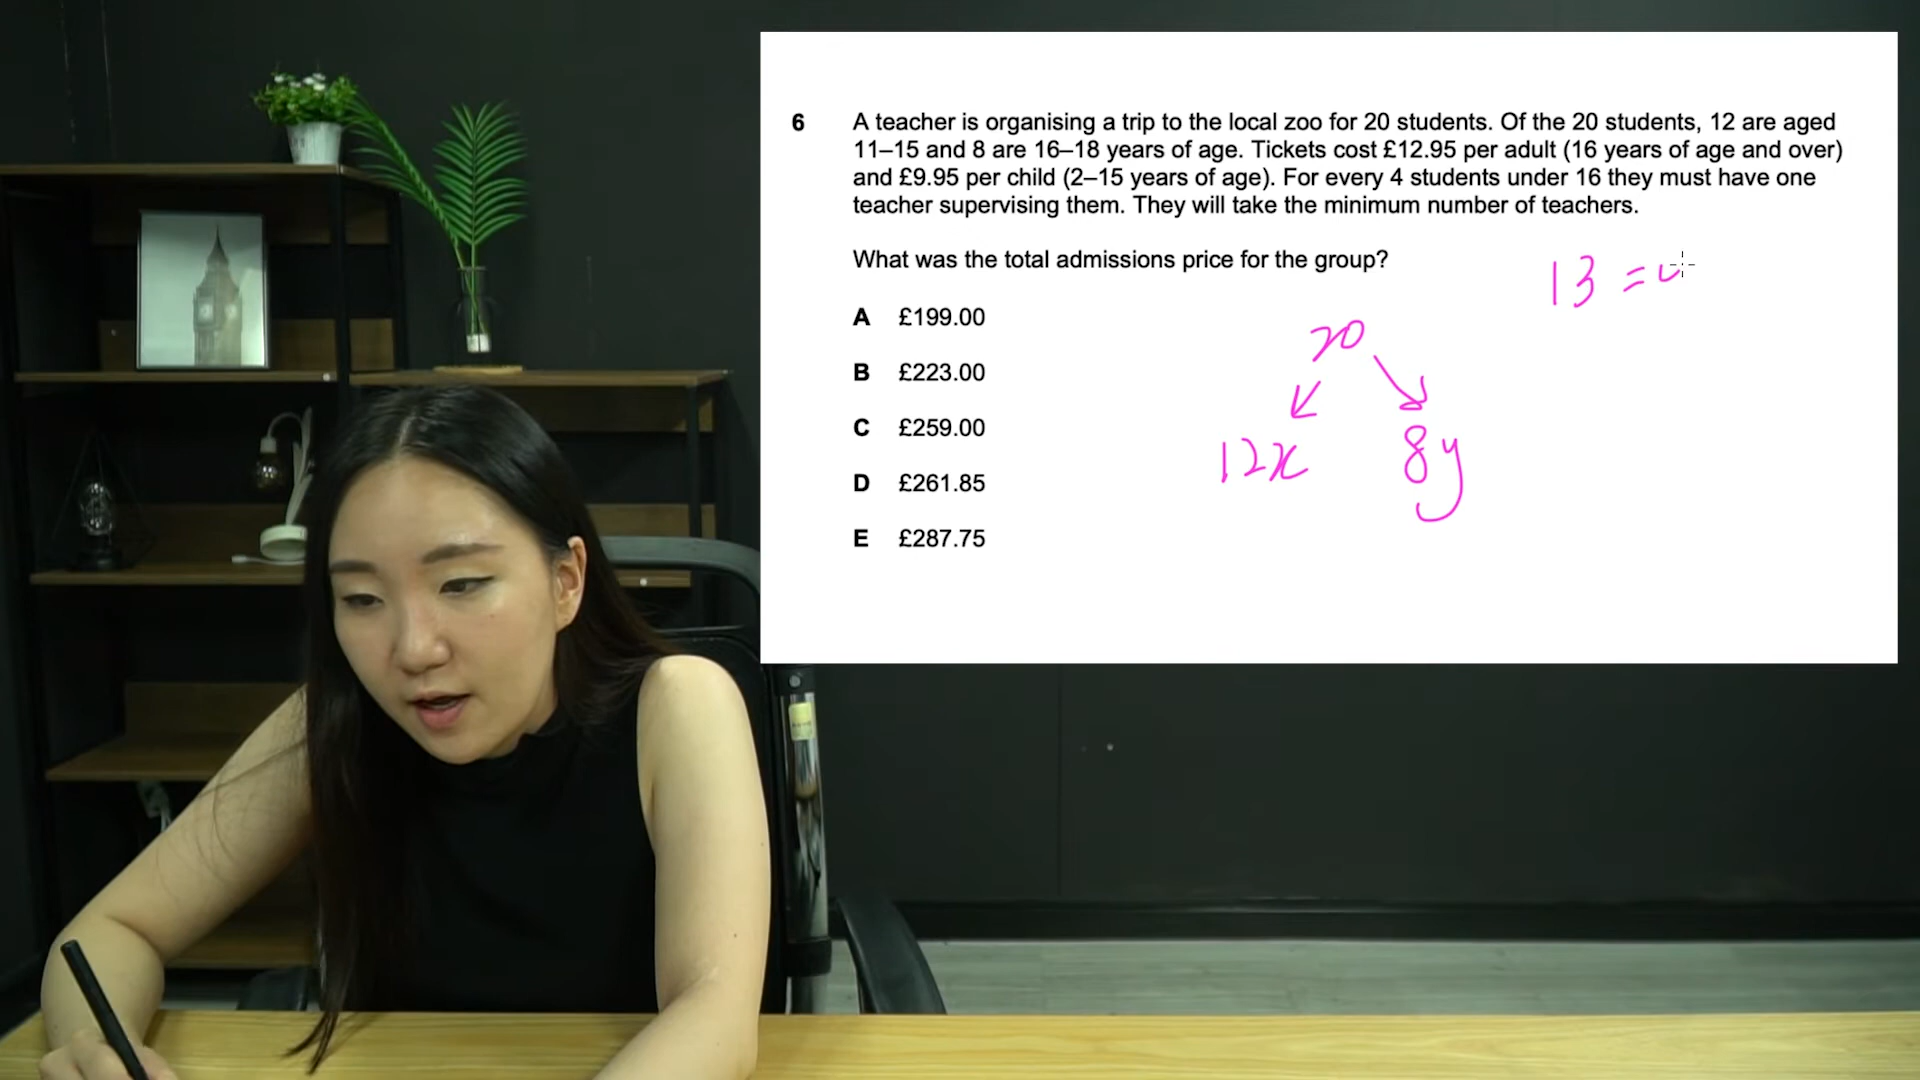 6 A teacher is organising a trip to the local zoo for 20 students. Of the 20 students, 12 are aged
11–15 and 8 are 16–18 years of age. Tickets cost £12.95 per adult (16 years of age and over)
and £9.95 per child (2–15 years of age). For every 4 students under 16 they must have one
teacher supervising them. They will take the minimum number of teachers.
What was the total admissions price for the group?
13 =
A £199.00
20
B £223.00
C £259.00
12x 8y
D £261.85
E £287.75